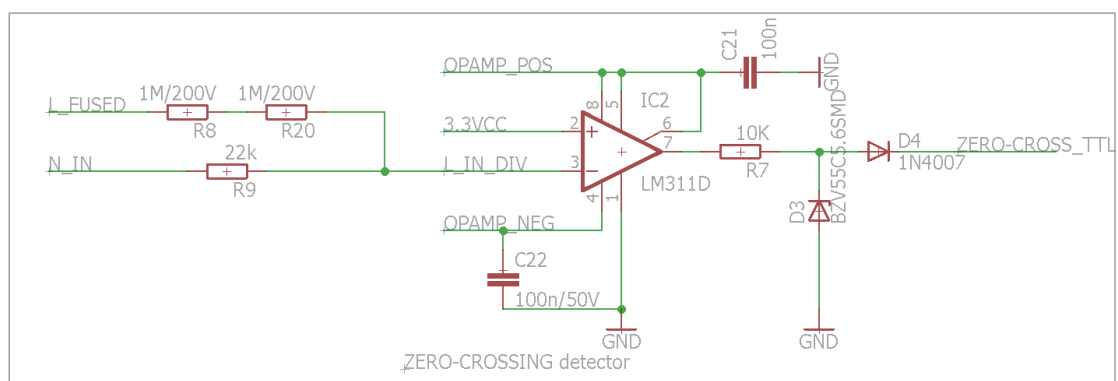 C21
100n
GND
OPAMP_POS
1M/200V
1M/200V
8
5
IC2
L_FUSED
R8
R20
6
3.3VCC
2
10K
D4
ZERO-CROSS_TTL
7
22k
R7
1N4007
N_IN
L_IN_DIV
3
LM311D
R9
4
1
D3
BZV55C5.6SMD
OPAMP_NEG
C22
100n/50V
GND
GND
ZERO-CROSSING detector